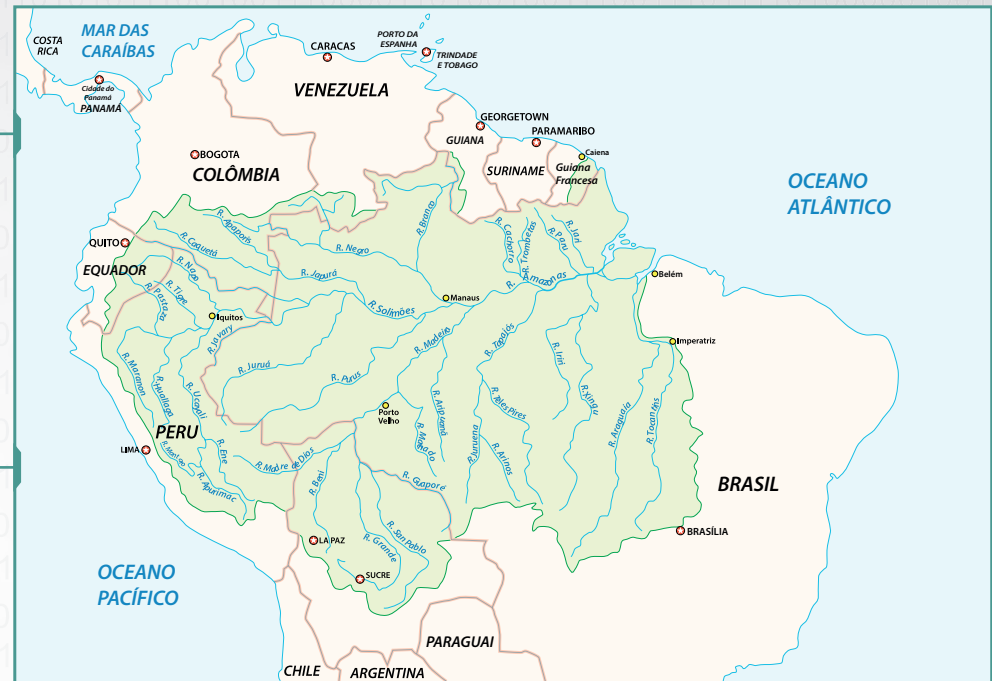 COSTA
RICA
MAR DAS
CARAÍBAS
Cidade do
Panamá
PANAMÁ
CARACAS
PORTO DA
ESPANHA
TRINDADE
E TOBAGO
VENEZUELA
GEORGETOWN
GUIANA
PARAMARIBO
SURINAME
Caiena
Guiana
Francesa
BOGOTA
COLÔMBIA
OCEANO
ATLÂNTICO
QUITO
EQUADOR
R. Apaporis
R. Caquetá
R. Napo
R. Tigre
R. Pastaza
R. Negro
R. Branco
R. Japurá
R. Solimões
Manaus
R. Cachorro
R. Trombetas
R. Paru
R. Jari
R. Amazonas
Belém
Iquitos
R. Javary
R. Juruá
R. Purus
R. Madeira
R. Tapajós
R. Iriri
R. Xingu
Imperatriz
R. Maranon
R. Huallaga
R. Ucayali
R. Aripuanã
R. Teles Pires
R. Araguaía
R. Tocantins
Porto
Velho
R. Juruena
R. Arinos
PERU
LIMA
R. Ene
R. Apurimac
R. Madre de Dios
R. Beni
R. Guaporé
BRASIL
BRASÍLIA
LA PAZ
R. Grande
R. San Pablo
SUCRE
OCEANO
PACÍFICO
PARAGUAI
CHILE
ARGENTINA